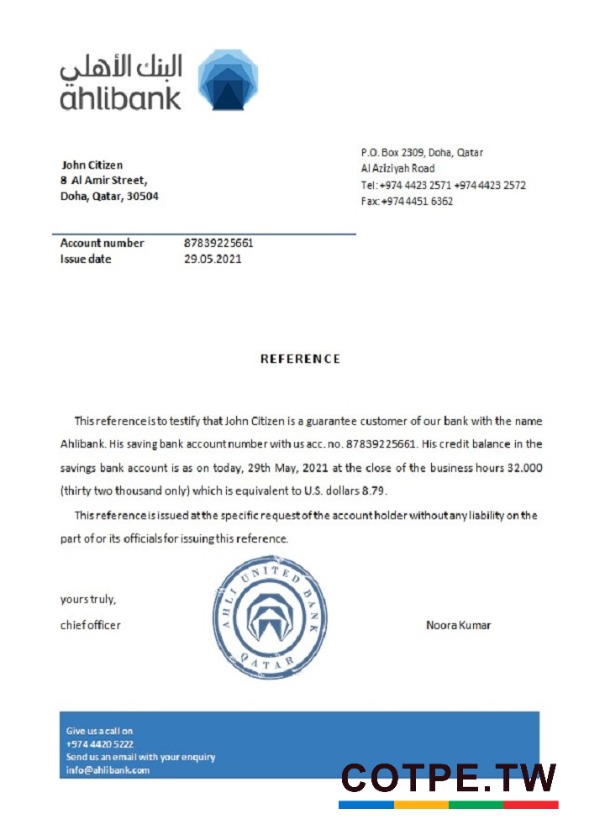 البنك الأهلي
ahlibank
John Citizen
8 Al Amir Street,
Doha, Qatar, 30504
P.O. Box 2309, Doha, Qatar
Al Aziziyah Road
Tel: +974 4423 2571 +974 4423 2572
Fax: +974 4451 6362
Account number 87839225661
Issue date 29.05.2021
REFERENCE
This reference is to testify that John Citizen is a guarantee customer of our bank with the name
Ahlibank. His saving bank account number with us acc. no. 87839225661. His credit balance in the
savings bank account is as on today, 29th May, 2021 at the close of the business hours 32.000
(thirty two thousand only) which is equivalent to U.S. dollars 8.79.
This reference is issued at the specific request of the account holder without any liability on the
part of or its officials for issuing this reference.
yours truly,
chief officer
AHLI UNITED BANK
QATAR
Noora Kumar
Give us a call on
+974 4420 5222
Send us an email with your enquiry
info@ahlibank.com
COTPE.TW